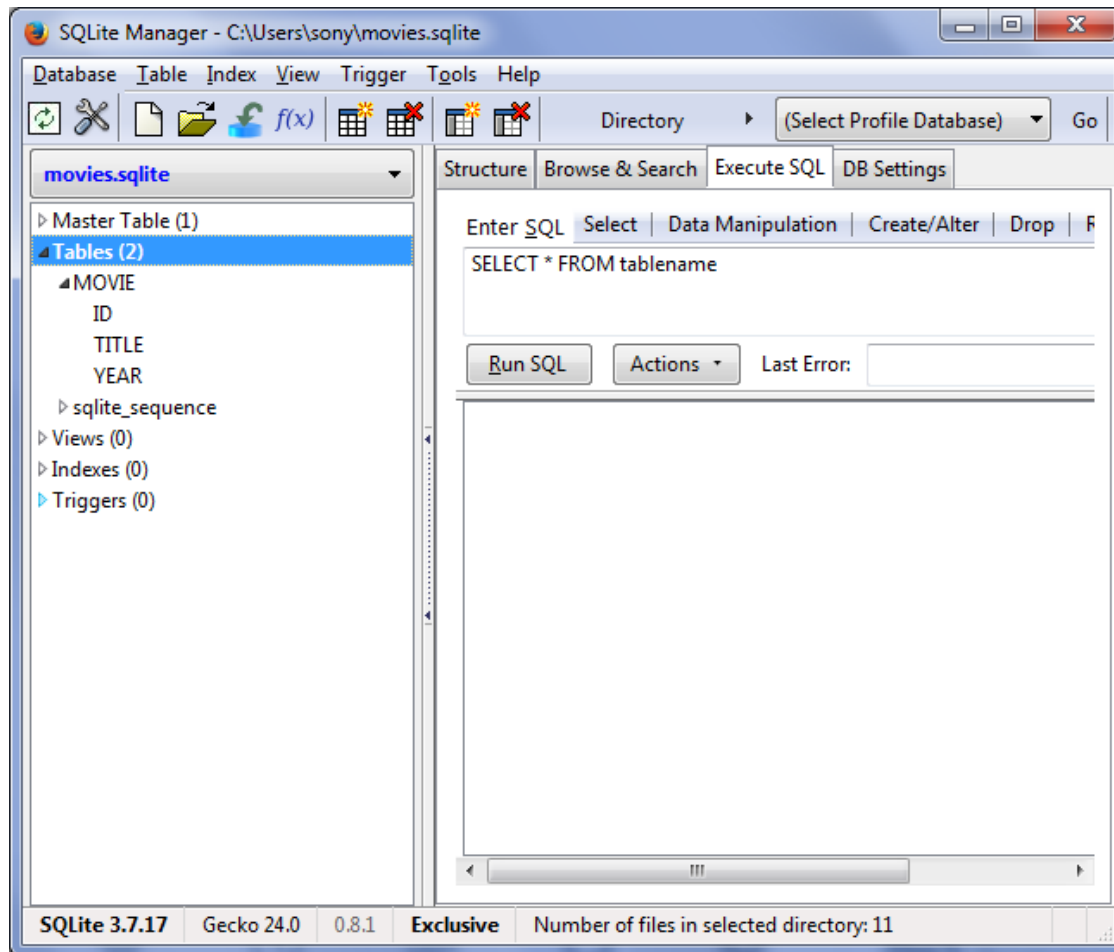 SQLite Manager - C:\Users\sony\movies.sqlite
Database Table Index View Trigger Tools Help
f(x) Directory (Select Profile Database) Go
movies.sqlite
Structure Browse & Search Execute SQL DB Settings
Master Table (1)
Tables (2)
MOVIE
ID
TITLE
YEAR
sqlite_sequence
Views (0)
Indexes (0)
Triggers (0)
Enter SQL Select | Data Manipulation | Create/Alter | Drop |
SELECT * FROM tablename
Run SQL Actions Last Error:
SQLite 3.7.17 Gecko 24.0 0.8.1 Exclusive Number of files in selected directory: 11